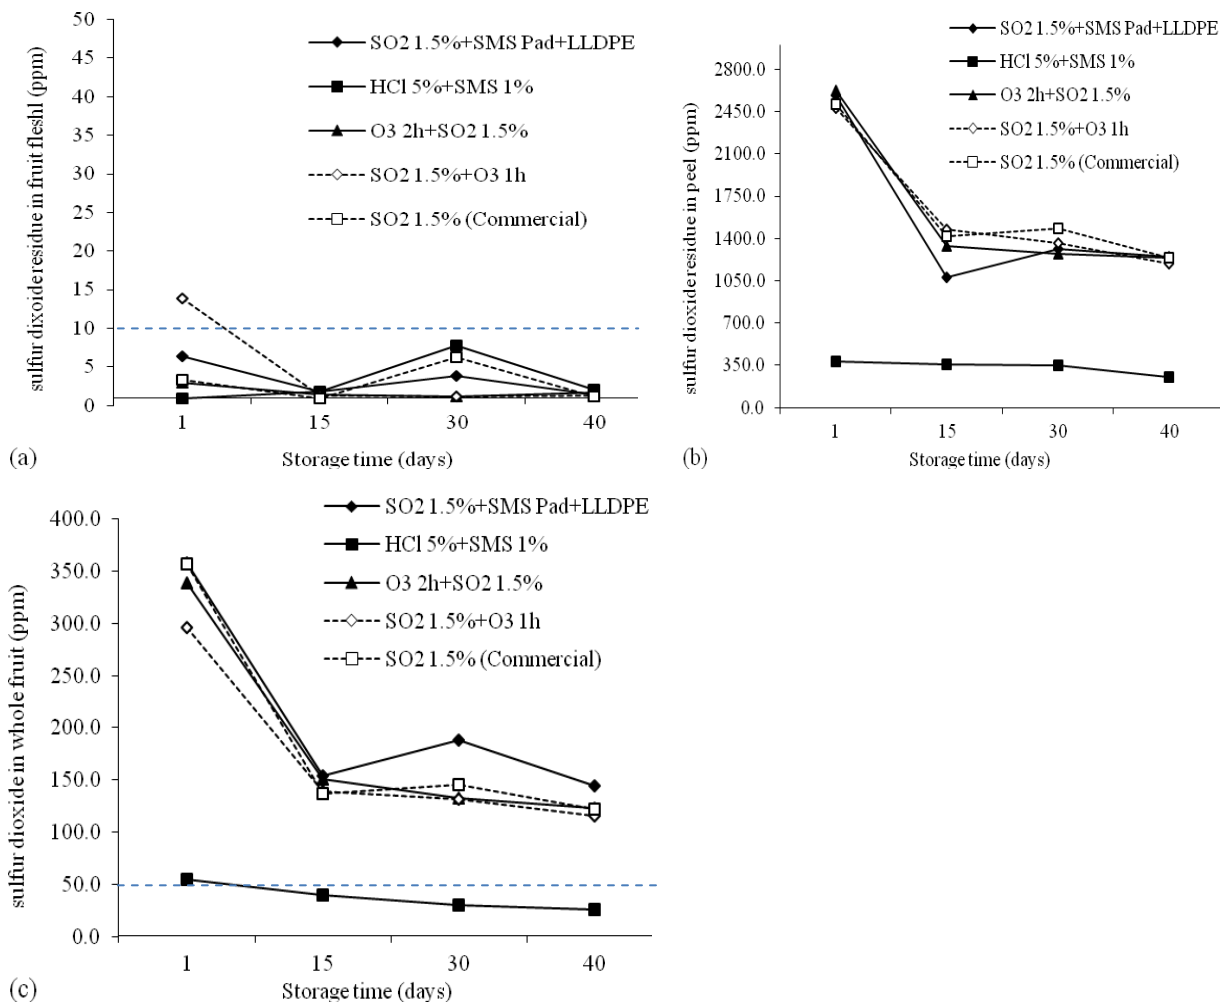 sulfur dixoide residue in fruit fleshl (ppm)
50
45
40
35
30
25
20
15
10
5
0
SO2 1.5%+SMS Pad+LLDPE
HCl 5%+SMS 1%
O3 2h+SO2 1.5%
SO2 1.5%+O3 1h
SO2 1.5% (Commercial)
1 15 30 40
Storage time (days)
(a)
sulfur dioxide residue in peel (ppm)
2800.0
2450.0
2100.0
1750.0
1400.0
1050.0
700.0
350.0
0.0
SO2 1.5%+SMS Pad+LLDPE
HCl 5%+SMS 1%
O3 2h+SO2 1.5%
SO2 1.5%+O3 1h
SO2 1.5% (Commercial)
1 15 30 40
Storage time (days)
(b)
sulfur dioxide in whole fruit (ppm)
400.0
350.0
300.0
250.0
200.0
150.0
100.0
50.0
0.0
SO2 1.5%+SMS Pad+LLDPE
HCl 5%+SMS 1%
O3 2h+SO2 1.5%
SO2 1.5%+O3 1h
SO2 1.5% (Commercial)
1 15 30 40
Storage time (days)
(c)